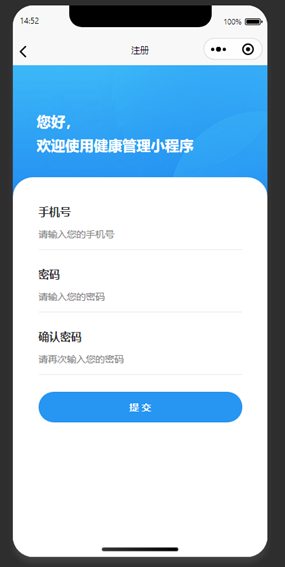 14:52
100%
注册
您好，
欢迎使用健康管理小程序
手机号
请输入您的手机号
密码
请输入您的密码
确认密码
请再次输入您的密码
提 交